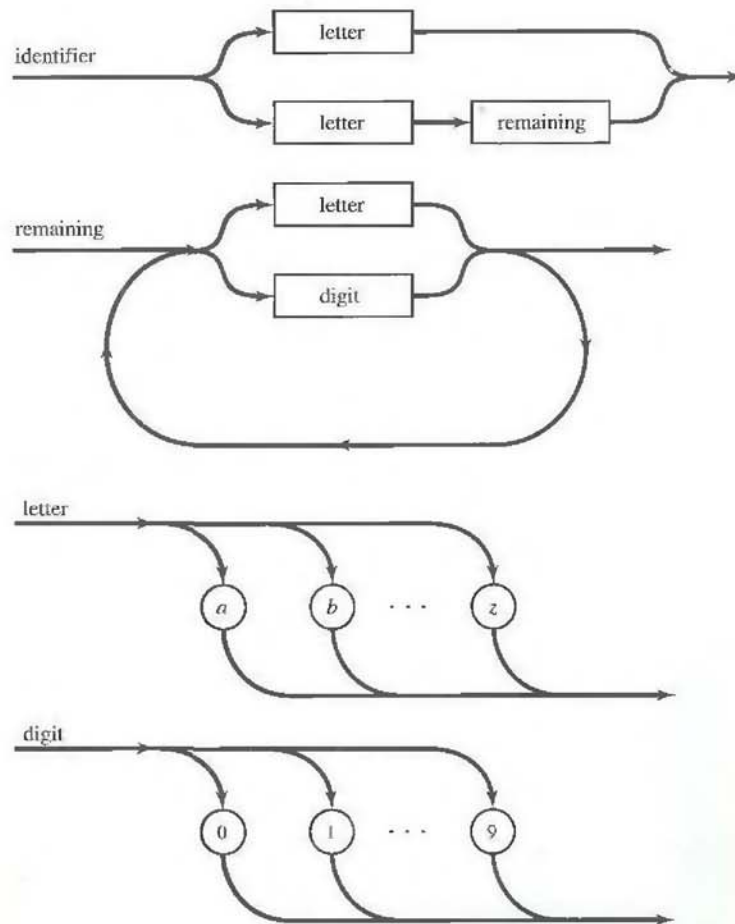 letter
identifier
letter remaining
letter
remaining
digit
letter
a b . . . z
digit
0 1 . . . 9